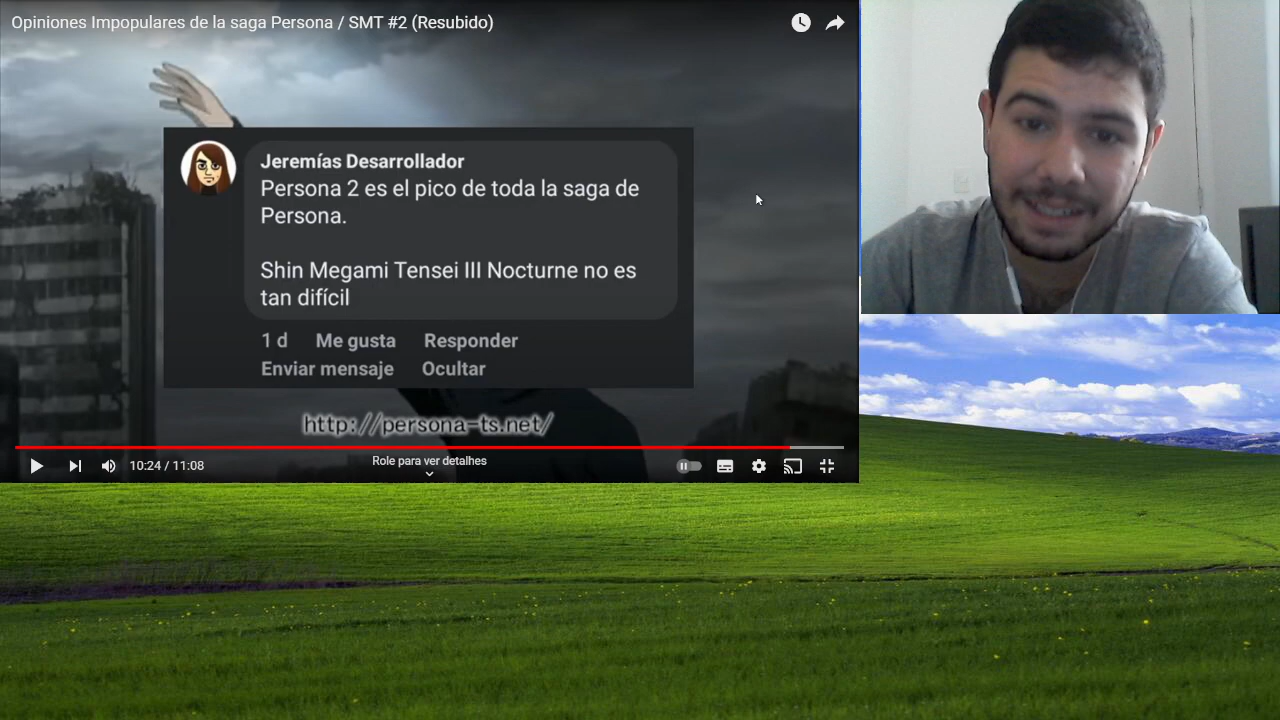 Opiniones Impopulares de la saga Persona / SMT #2 (Resubido)
Jeremías Desarrollador
Persona 2 es el pico de toda la saga de
Persona.
Shin Megami Tensei III Nocturne no es
tan difícil
1 d Me gusta Responder
Enviar mensaje Ocultar
http://persona-ts.net/
10:24 / 11:08
Role para ver detalhes